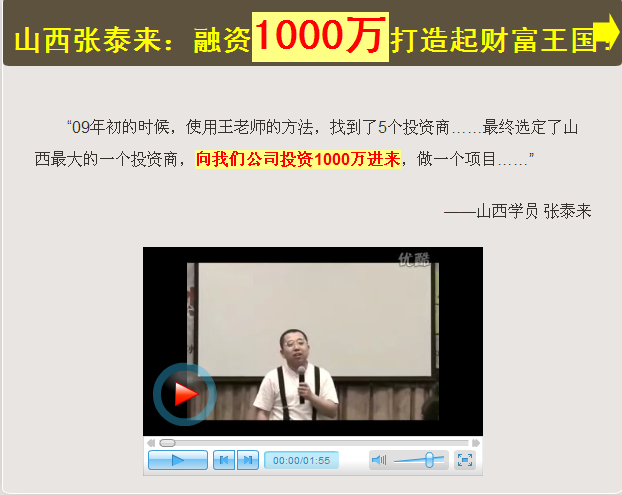 山西张泰来：融资1000万打造起财富王国！
“09年初的时候，使用王老师的方法，找到了5个投资商……最终选定了山
西最大的一个投资商，向我们公司投资1000万进来，做一个项目……”
——山西学员 张泰来
优酷
00:00/01:55